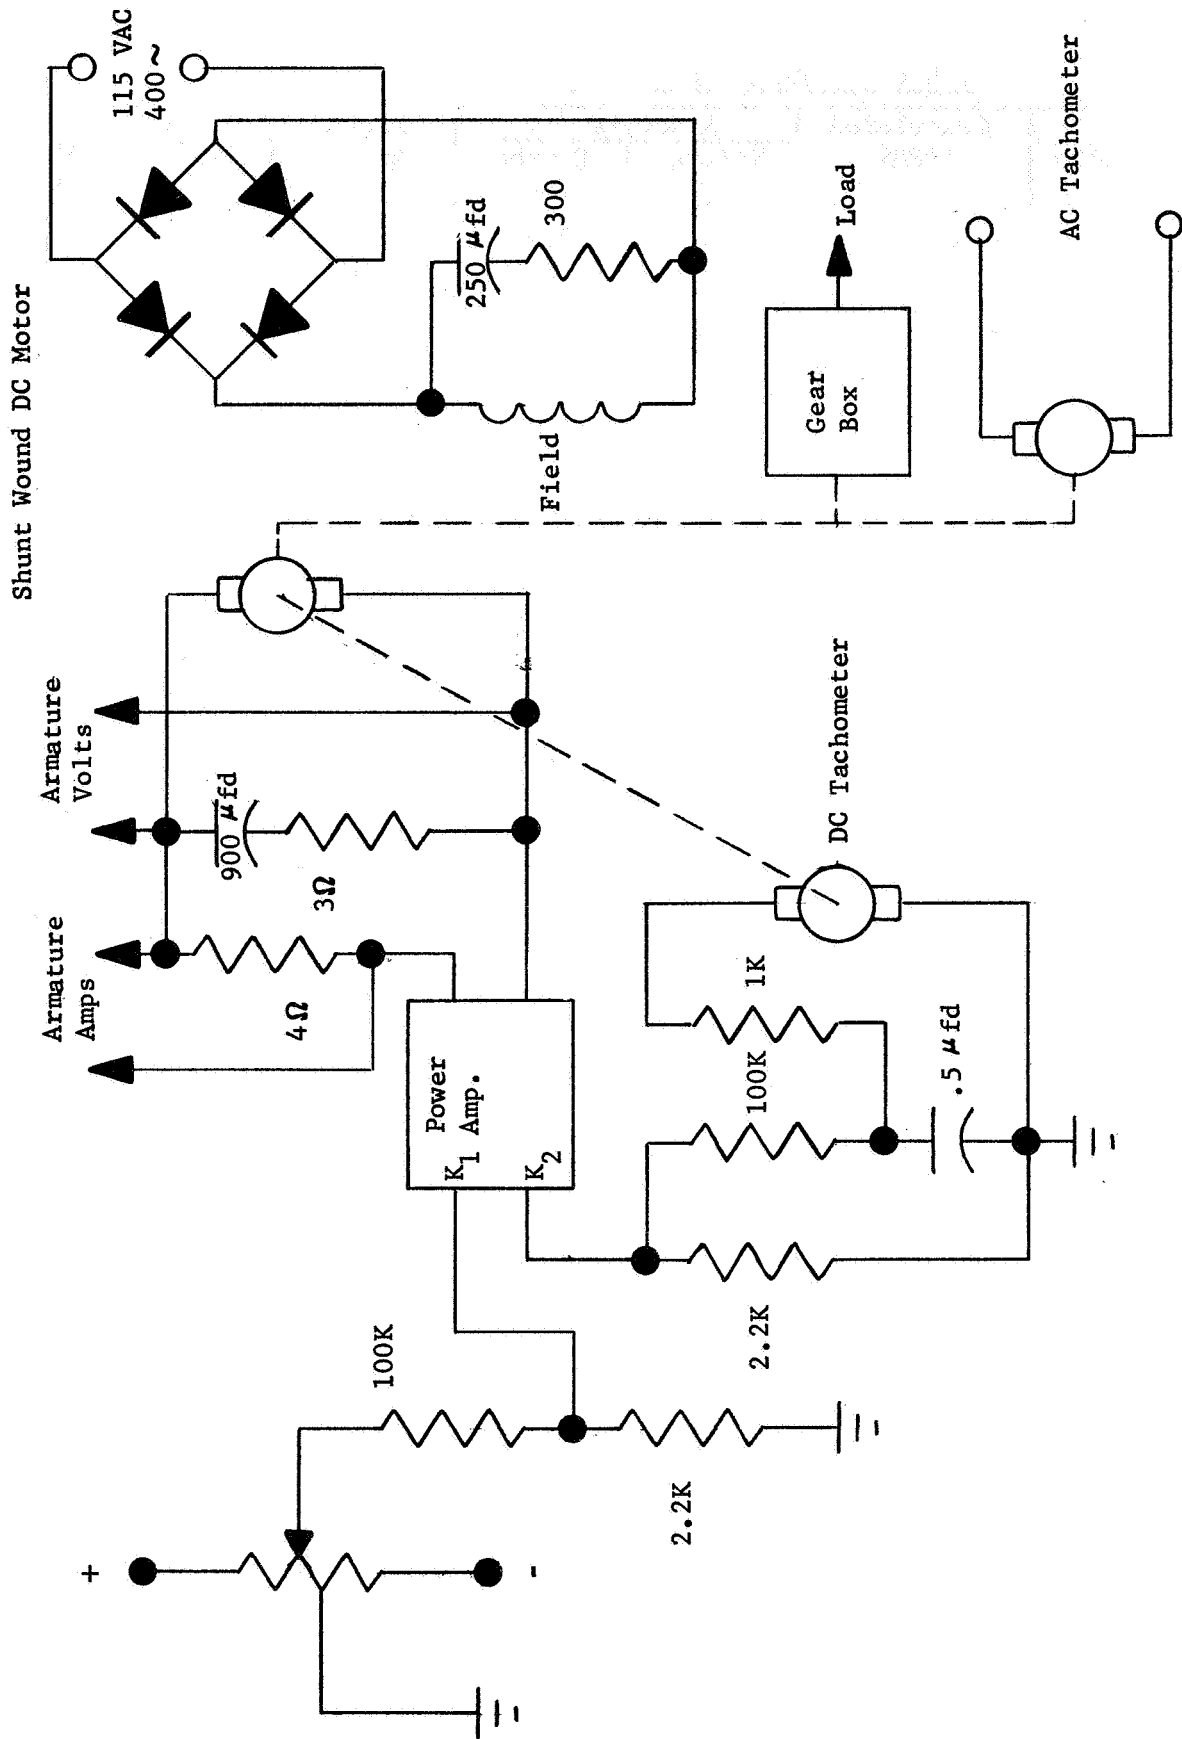 Shunt Wound DC Motor
115 VAC
400~
250 µfd
300
Field
Armature
Volts
900 µfd
3Ω
Armature
Amps
4Ω
Gear
Box
Load
AC Tachometer
Power
Amp.
K1
K2
DC Tachometer
1K
100K
.5 µfd
2.2K
100K
2.2K
+
-